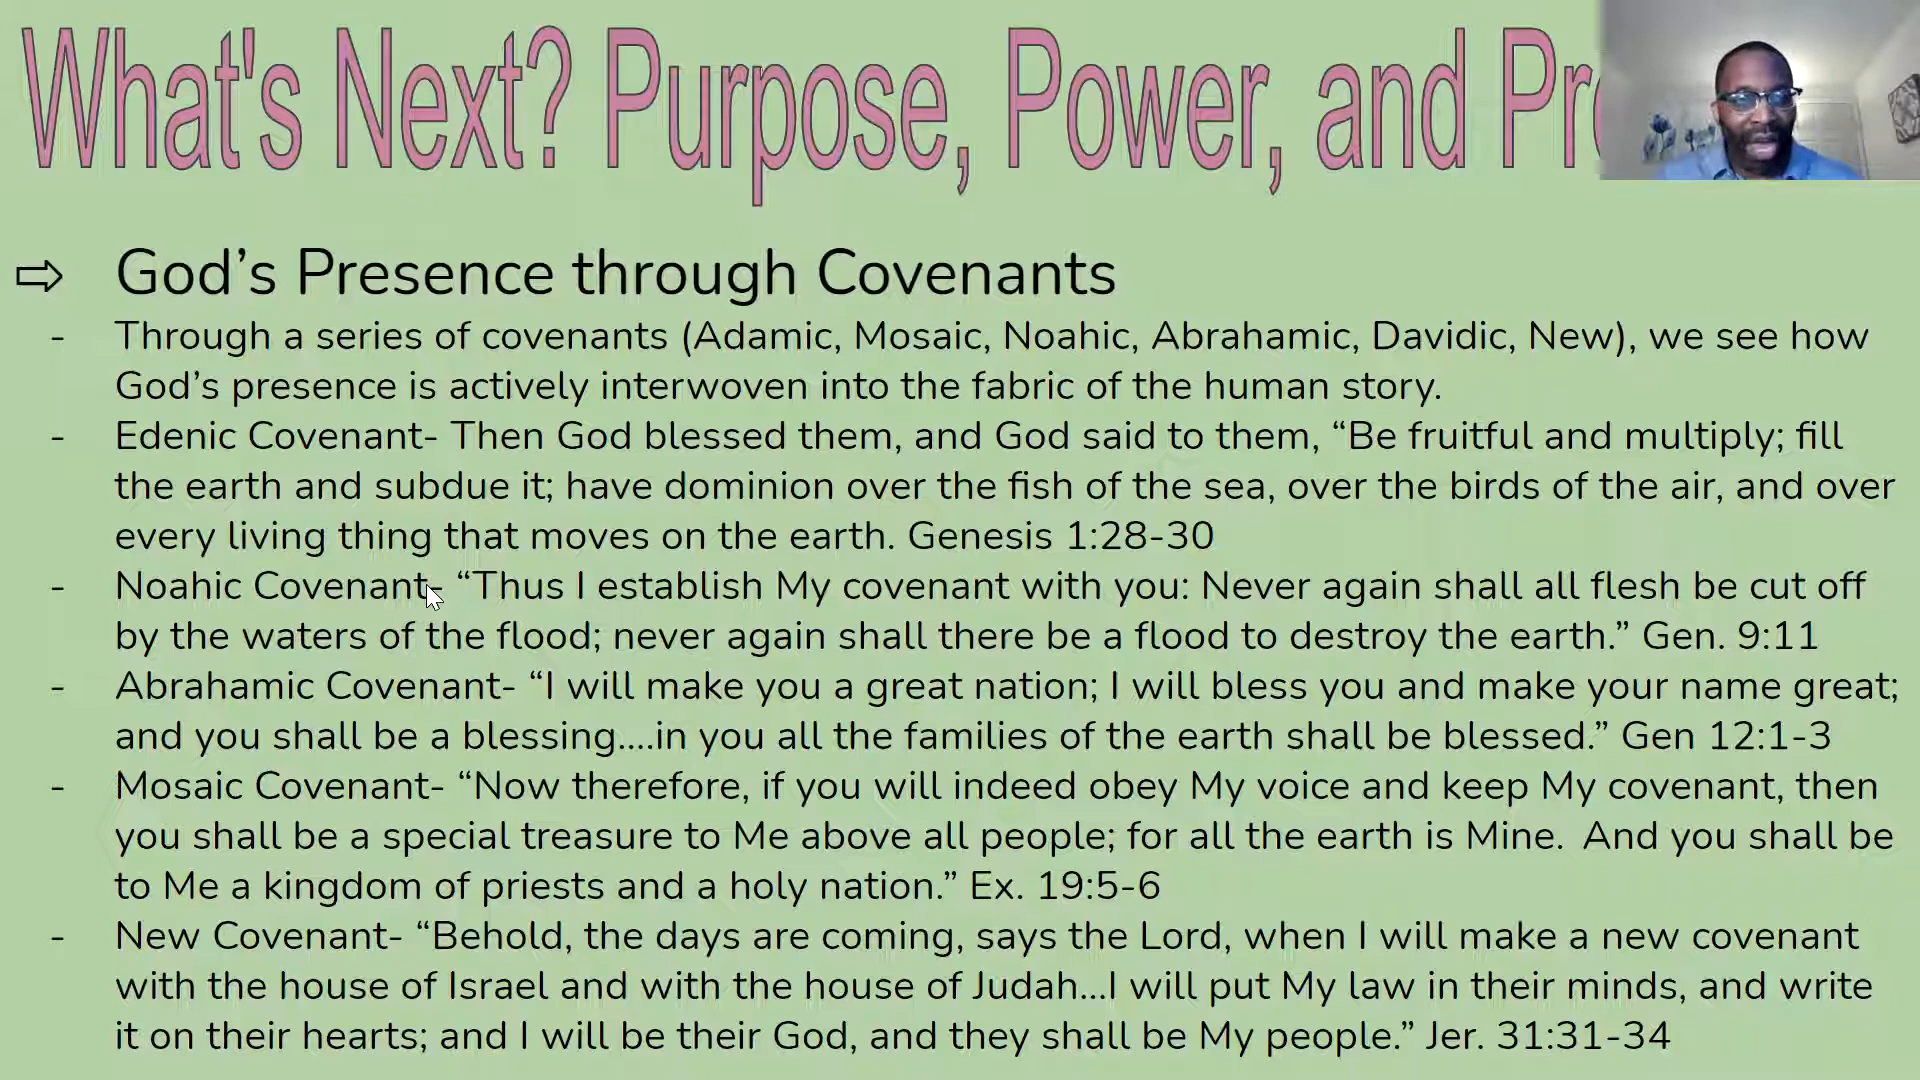 What's Next? Purpose, Power, and
⇨ God’s Presence through Covenants
- Through a series of covenants (Adamic, Mosaic, Noahic, Abrahamic, Davidic, New), we see how
God’s presence is actively interwoven into the fabric of the human story.
- Edenic Covenant- Then God blessed them, and God said to them, “Be fruitful and multiply; fill
the earth and subdue it; have dominion over the fish of the sea, over the birds of the air, and over
every living thing that moves on the earth. Genesis 1:28-30
- Noahic Covenant- “Thus I establish My covenant with you: Never again shall all flesh be cut off
by the waters of the flood; never again shall there be a flood to destroy the earth.” Gen. 9:11
- Abrahamic Covenant- “I will make you a great nation; I will bless you and make your name great;
and you shall be a blessing....in you all the families of the earth shall be blessed.” Gen 12:1-3
- Mosaic Covenant- “Now therefore, if you will indeed obey My voice and keep My covenant, then
you shall be a special treasure to Me above all people; for all the earth is Mine. And you shall be
to Me a kingdom of priests and a holy nation.” Ex. 19:5-6
- New Covenant- “Behold, the days are coming, says the Lord, when I will make a new covenant
with the house of Israel and with the house of Judah...I will put My law in their minds, and write
it on their hearts; and I will be their God, and they shall be My people.” Jer. 31:31-34